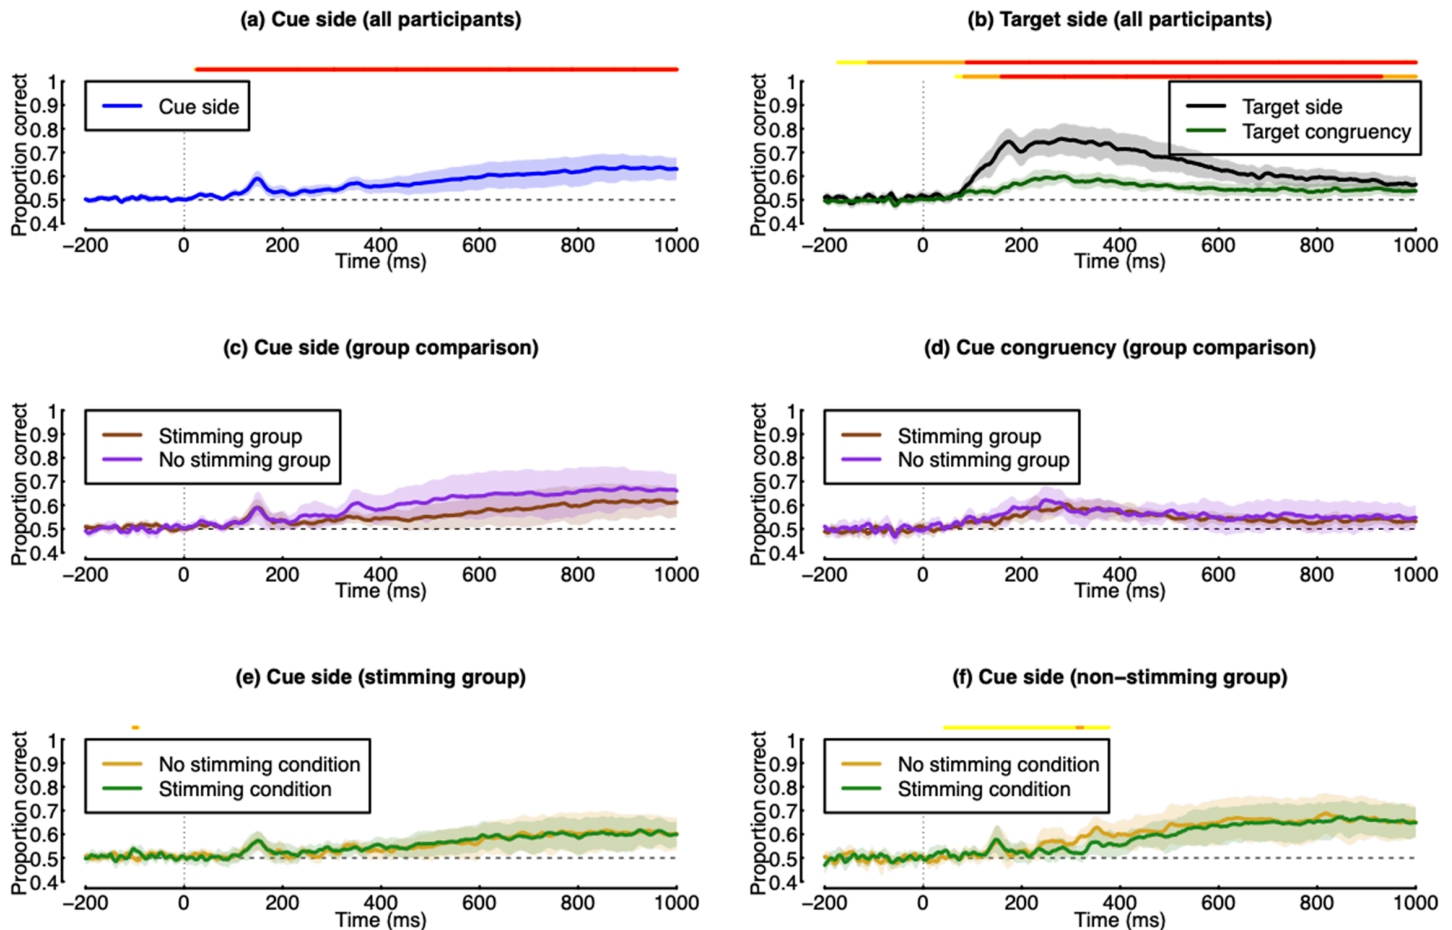 (a) Cue side (all participants)
Proportion correct
1
0.9
0.8
0.7
0.6
0.5
0.4
Cue side
−200 0 200 400 600 800 1000
Time (ms)
(b) Target side (all participants)
Proportion correct
1
0.9
0.8
0.7
0.6
0.5
0.4
Target side
Target congruency
−200 0 200 400 600 800 1000
Time (ms)
(c) Cue side (group comparison)
Proportion correct
1
0.9
0.8
0.7
0.6
0.5
0.4
Stimming group
No stimming group
−200 0 200 400 600 800 1000
Time (ms)
(d) Cue congruency (group comparison)
Proportion correct
1
0.9
0.8
0.7
0.6
0.5
0.4
Stimming group
No stimming group
−200 0 200 400 600 800 1000
Time (ms)
(e) Cue side (stimming group)
Proportion correct
1
0.9
0.8
0.7
0.6
0.5
0.4
No stimming condition
Stimming condition
−200 0 200 400 600 800 1000
Time (ms)
(f) Cue side (non−stimming group)
Proportion correct
1
0.9
0.8
0.7
0.6
0.5
0.4
No stimming condition
Stimming condition
−200 0 200 400 600 800 1000
Time (ms)